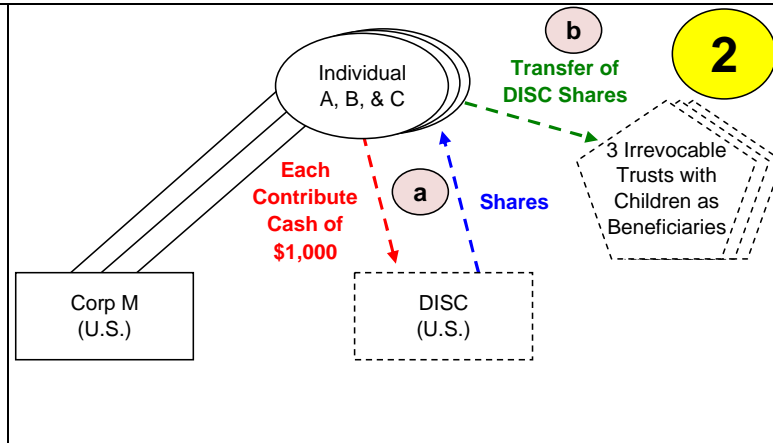 Individual
A, B, & C
b
Transfer of
DISC Shares
2
3 Irrevocable
Trusts with
Children as
Beneficiaries
Each
Contribute
Cash of
$1,000
a
Shares
Corp M
(U.S.)
DISC
(U.S.)